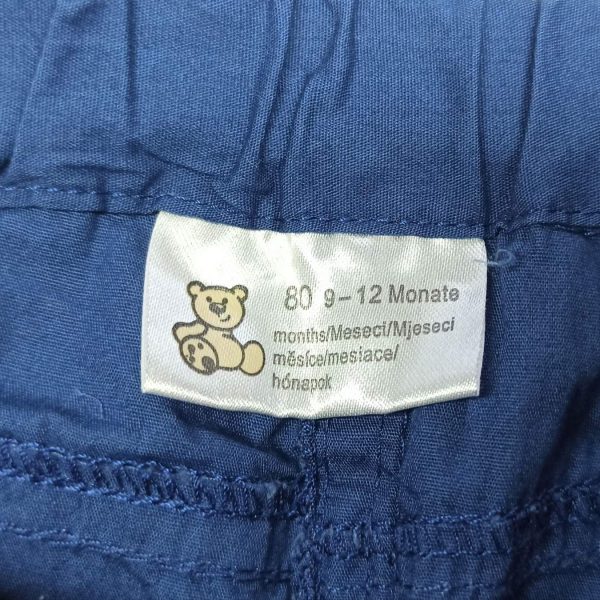 80 9-12 Monate
months/Meseci/Mjeseci
měsíce/mesiace/
hónapok